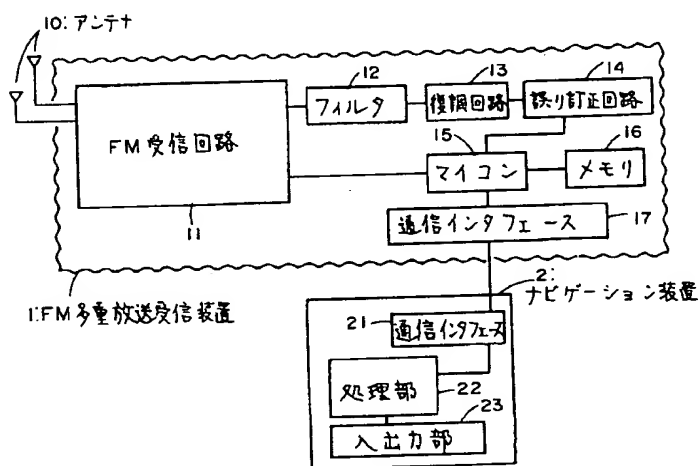 10:アンテナ
12
13
14
フィルタ
復調回路
誤り訂正回路
15
16
FM受信回路
マイコン
メモリ
11
通信インタフェース
17
1:FM多重放送受信装置
2:
ナビゲーション装置
21
通信インタフェース
処理部
22
23
入出力部